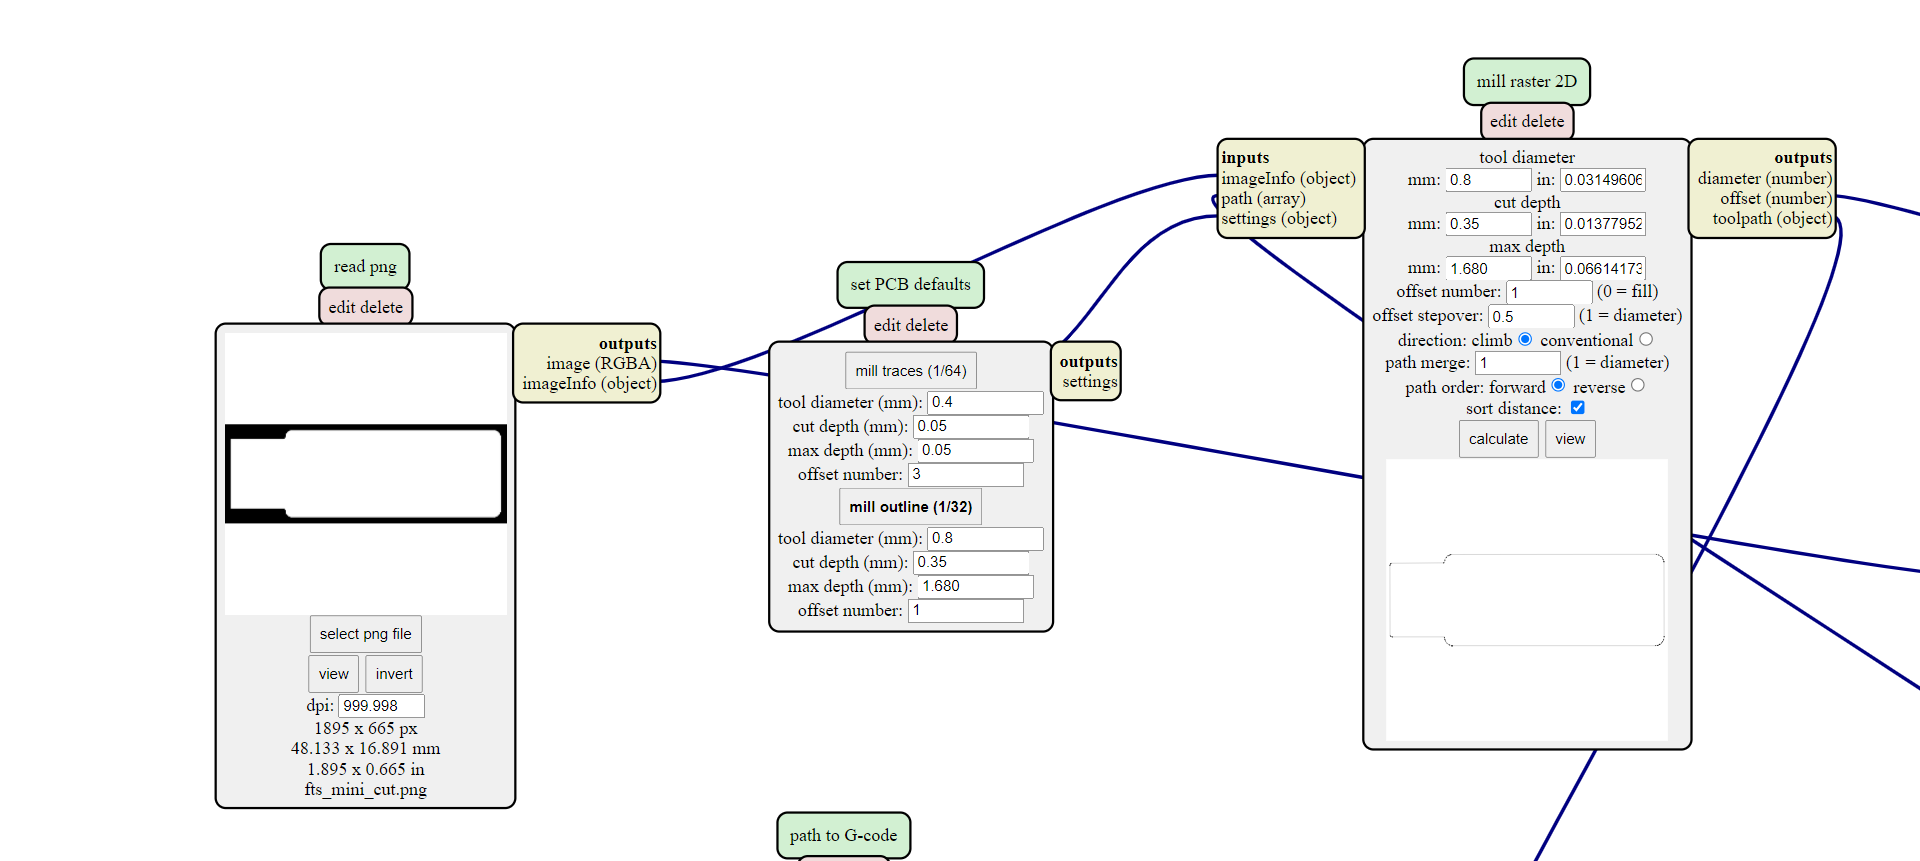 read png
edit delete
outputs
image (RGBA)
imageInfo (object)
select png file
view invert
dpi: 999.998
1895 x 665 px
48.133 x 16.891 mm
1.895 x 0.665 in
fts_mini_cut.png
set PCB defaults
edit delete
mill traces (1/64)
tool diameter (mm): 0.4
cut depth (mm): 0.05
max depth (mm): 0.05
offset number: 3
mill outline (1/32)
tool diameter (mm): 0.8
cut depth (mm): 0.35
max depth (mm): 1.680
offset number: 1
outputs
settings
path to G-code
mill raster 2D
edit delete
inputs
imageInfo (object)
path (array)
settings (object)
tool diameter
mm: 0.8 in: 0.03149606
cut depth
mm: 0.35 in: 0.01377952
max depth
mm: 1.680 in: 0.06614173
offset number: 1 (0 = fill)
offset stepover: 0.5 (1 = diameter)
direction: climb conventional
path merge: 1 (1 = diameter)
path order: forward reverse
sort distance:
calculate view
outputs
diameter (number)
offset (number)
toolpath (object)